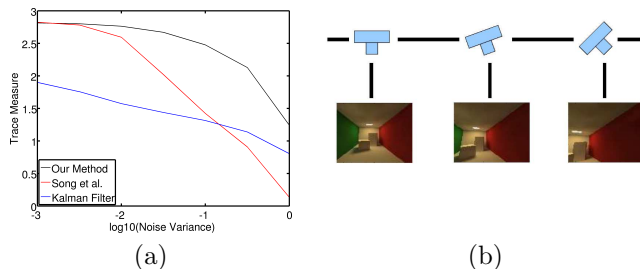 3
2.5
2
1.5
1
0.5
0
-3
-2
-1
0
Trace Measure
log10(Noise Variance)
Our Method
Song et al.
Kalman Filter
(a)
(b)